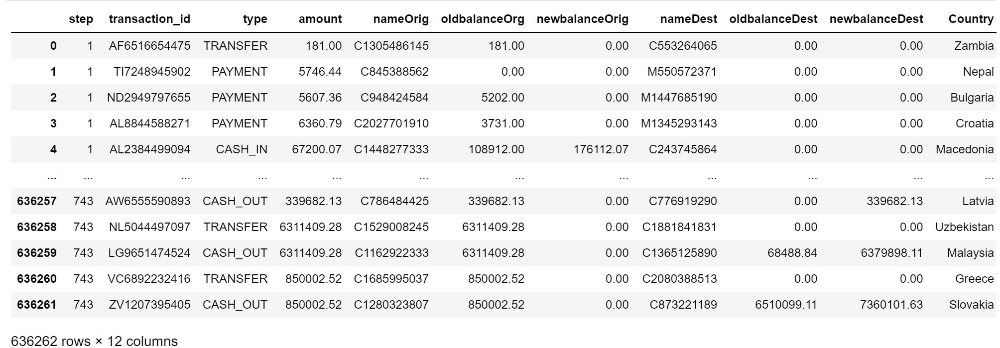 step transaction_id type amount nameOrig oldbalanceOrg newbalanceOrig nameDest oldbalanceDest newbalanceDest Country
0 1 AF6516654475 TRANSFER 181.00 C1305486145 181.00 0.00 C553264065 0.00 0.00 Zambia
1 1 TI7248945902 PAYMENT 5746.44 C845388562 0.00 0.00 M550572371 0.00 0.00 Nepal
2 1 ND2949797655 PAYMENT 5607.36 C948424584 5202.00 0.00 M1447685190 0.00 0.00 Bulgaria
3 1 AL8844588271 PAYMENT 6360.79 C2027701910 3731.00 0.00 M1345293143 0.00 0.00 Croatia
4 1 AL2384499094 CASH_IN 67200.07 C1448277333 108912.00 176112.07 C243745864 0.00 0.00 Macedonia
... ... ... ... ... ... ... ... ... ... ... ...
636257 743 AW6555590893 CASH_OUT 339682.13 C786484425 339682.13 0.00 C776919290 0.00 339682.13 Latvia
636258 743 NL5044497097 TRANSFER 6311409.28 C1529008245 6311409.28 0.00 C1881841831 0.00 0.00 Uzbekistan
636259 743 LG9651474524 CASH_OUT 6311409.28 C1162922333 6311409.28 0.00 C1365125890 68488.84 6379898.11 Malaysia
636260 743 VC6892232416 TRANSFER 850002.52 C1685995037 850002.52 0.00 C2080388513 0.00 0.00 Greece
636261 743 ZV1207395405 CASH_OUT 850002.52 C1280323807 850002.52 0.00 C873221189 6510099.11 7360101.63 Slovakia
636262 rows × 12 columns